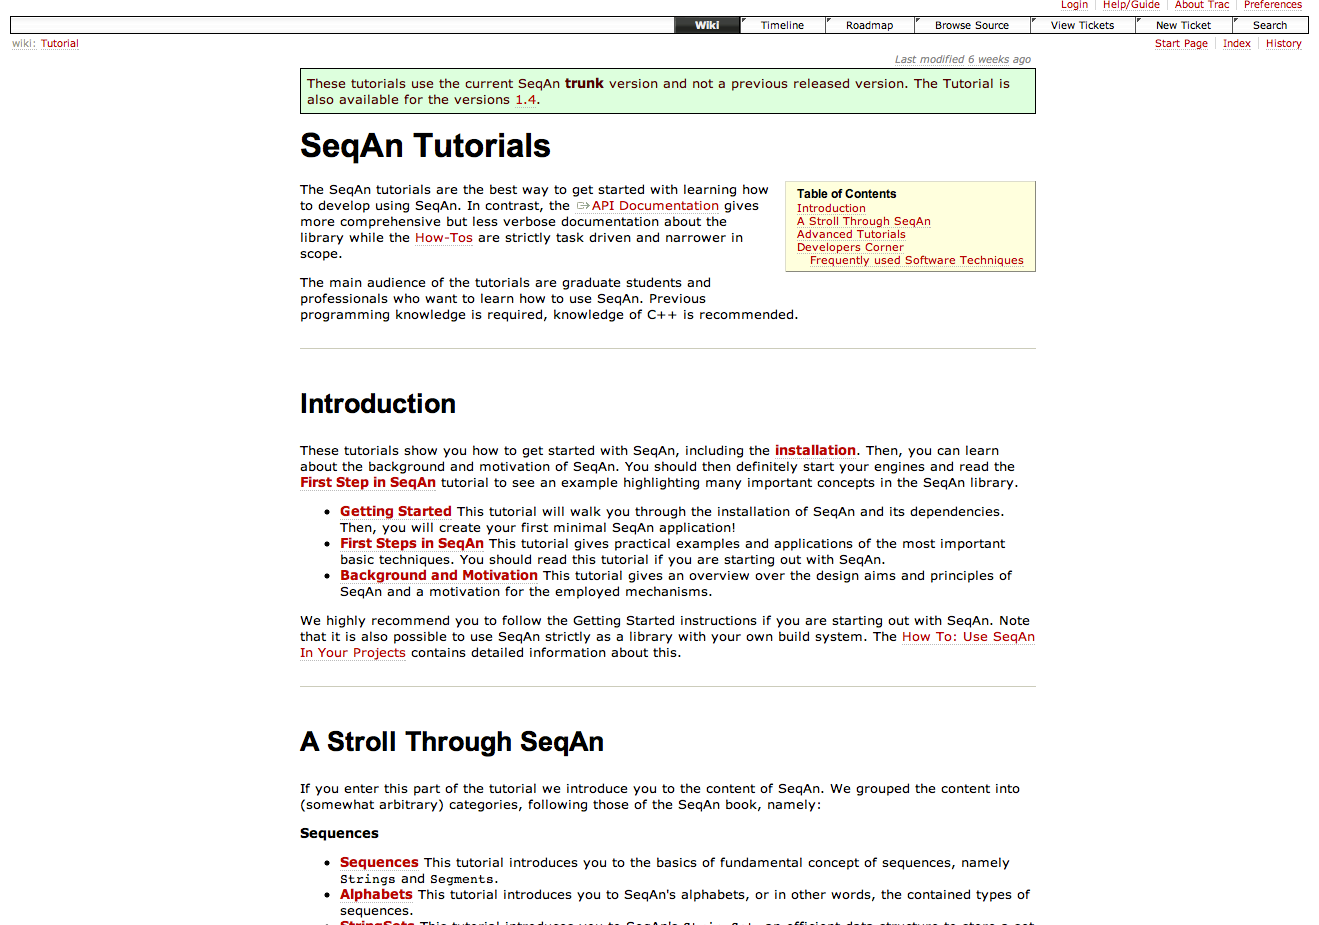 Login Help/Guide About Trac Preferences
Wiki Timeline Roadmap Browse Source View Tickets New Ticket Search
wiki: Tutorial Start Page Index History
Last modified 6 weeks ago
These tutorials use the current SeqAn trunk version and not a previous released version. The Tutorial is
also available for the versions 1.4.
SeqAn Tutorials
The SeqAn tutorials are the best way to get started with learning how
to develop using SeqAn. In contrast, the API Documentation gives
more comprehensive but less verbose documentation about the
library while the How-Tos are strictly task driven and narrower in
scope.
Table of Contents
Introduction
A Stroll Through SeqAn
Advanced Tutorials
Developers Corner
Frequently used Software Techniques
The main audience of the tutorials are graduate students and
professionals who want to learn how to use SeqAn. Previous
programming knowledge is required, knowledge of C++ is recommended.
Introduction
These tutorials show you how to get started with SeqAn, including the installation. Then, you can learn
about the background and motivation of SeqAn. You should then definitely start your engines and read the
First Step in SeqAn tutorial to see an example highlighting many important concepts in the SeqAn library.
• Getting Started This tutorial will walk you through the installation of SeqAn and its dependencies.
Then, you will create your first minimal SeqAn application!
• First Steps in SeqAn This tutorial gives practical examples and applications of the most important
basic techniques. You should read this tutorial if you are starting out with SeqAn.
• Background and Motivation This tutorial gives an overview over the design aims and principles of
SeqAn and a motivation for the employed mechanisms.
We highly recommend you to follow the Getting Started instructions if you are starting out with SeqAn. Note
that it is also possible to use SeqAn strictly as a library with your own build system. The How To: Use SeqAn
In Your Projects contains detailed information about this.
A Stroll Through SeqAn
If you enter this part of the tutorial we introduce you to the content of SeqAn. We grouped the content into
(somewhat arbitrary) categories, following those of the SeqAn book, namely:
Sequences
• Sequences This tutorial introduces you to the basics of fundamental concept of sequences, namely
Strings and Segments.
• Alphabets This tutorial introduces you to SeqAn's alphabets, or in other words, the contained types of
sequences.
• StringSets This tutorial introduces you to SeqAn's StringSet, an efficient data structure to store a set